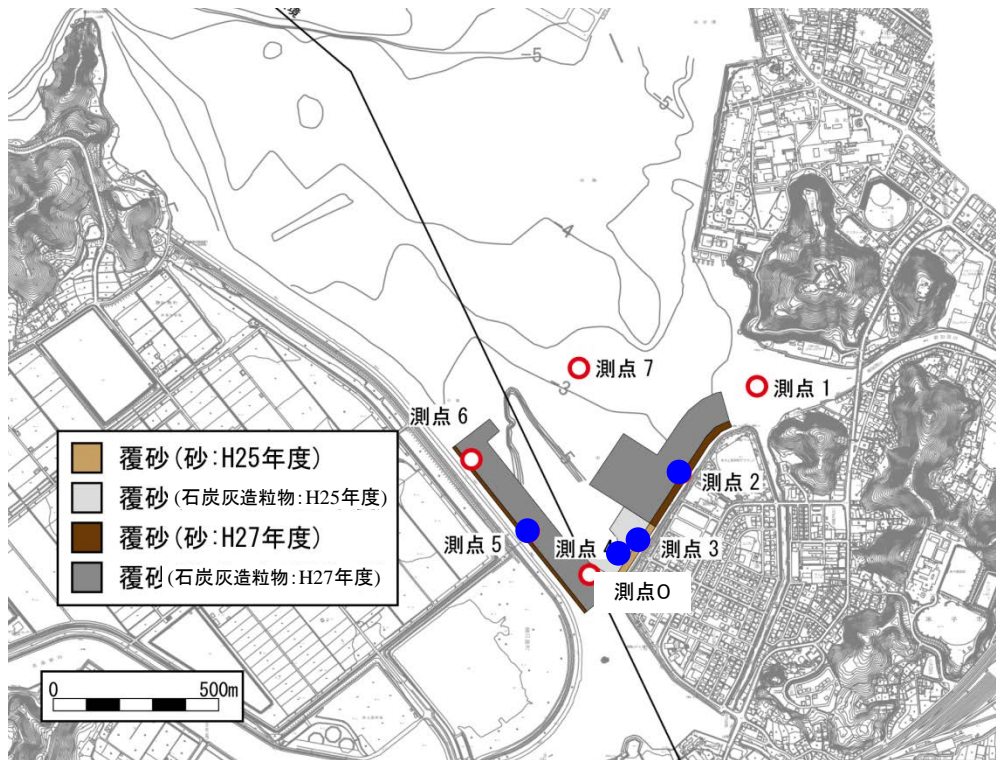 境
-5
-5
4
測点 7
測点 1
-3
測点 6
覆砂(砂:H25年度)
覆砂(石炭灰造粒物:H25年度)
覆砂(砂:H27年度)
覆砂(石炭灰造粒物:H27年度)
測点 2
測点 5
測点 4
測点 3
測点0
0
500m